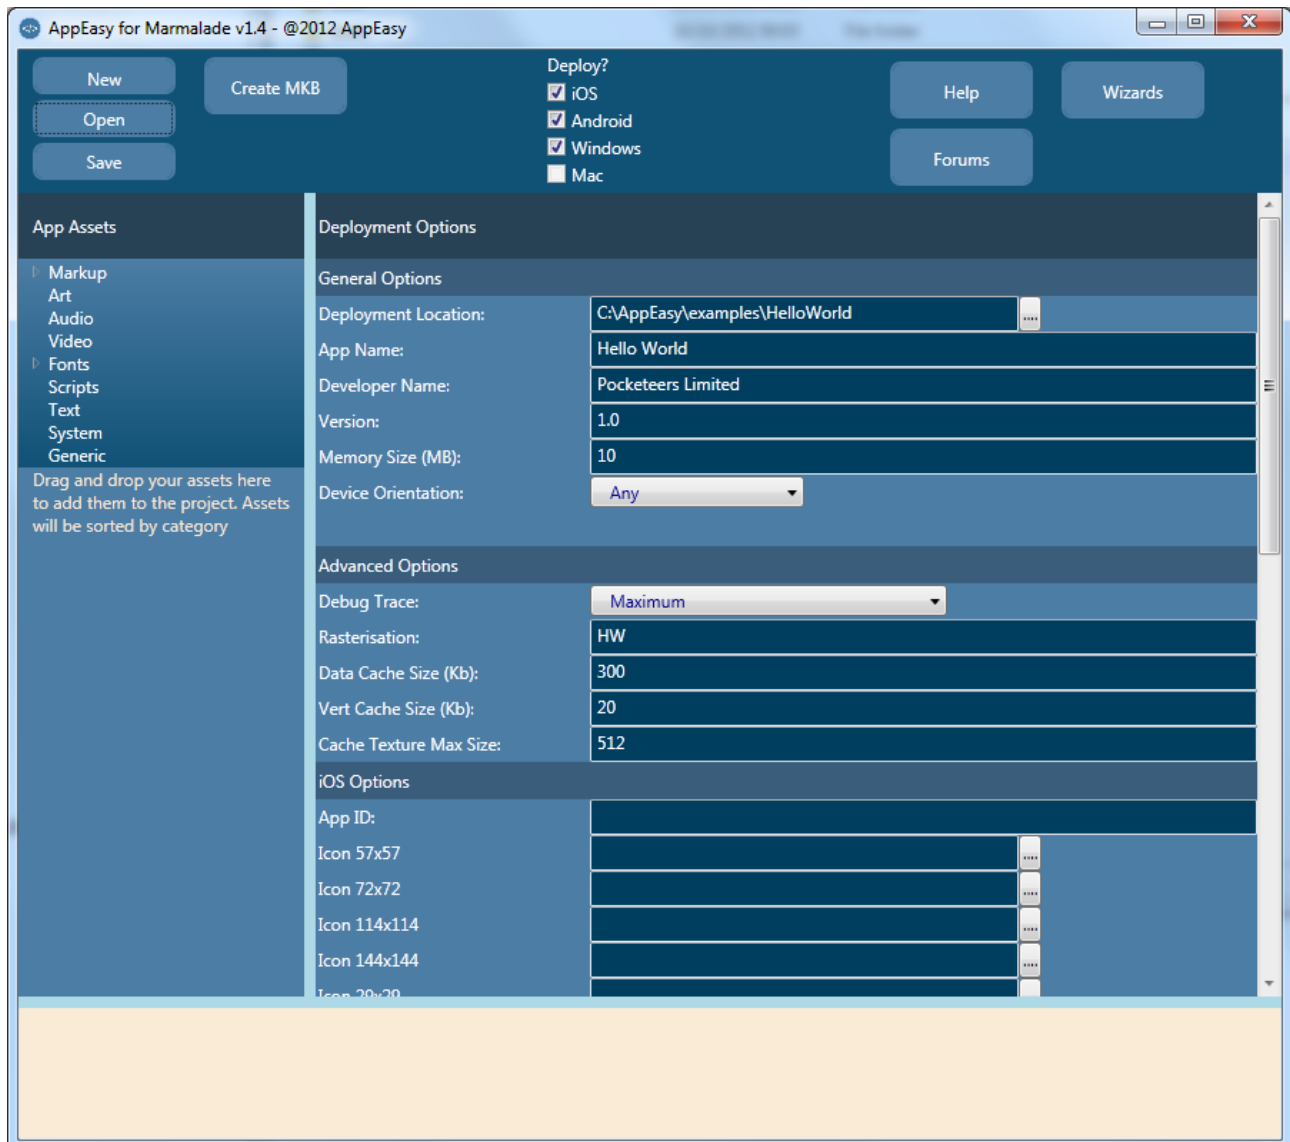 AppEasy for Marmalade v1.4 - @2012 AppEasy
New
Open
Save
Create MKB
Deploy?
iOS
Android
Windows
Mac
Help
Forums
Wizards
App Assets
Markup
Art
Audio
Video
Fonts
Scripts
Text
System
Generic
Drag and drop your assets here
to add them to the project. Assets
will be sorted by category
Deployment Options
General Options
Deployment Location: C:\AppEasy\examples\HelloWorld ....
App Name: Hello World
Developer Name: Pocketeers Limited
Version: 1.0
Memory Size (MB): 10
Device Orientation: Any
Advanced Options
Debug Trace: Maximum
Rasterisation: HW
Data Cache Size (Kb): 300
Vert Cache Size (Kb): 20
Cache Texture Max Size: 512
iOS Options
App ID:
Icon 57x57 ....
Icon 72x72 ....
Icon 114x114 ....
Icon 144x144 ....
Icon 29x29